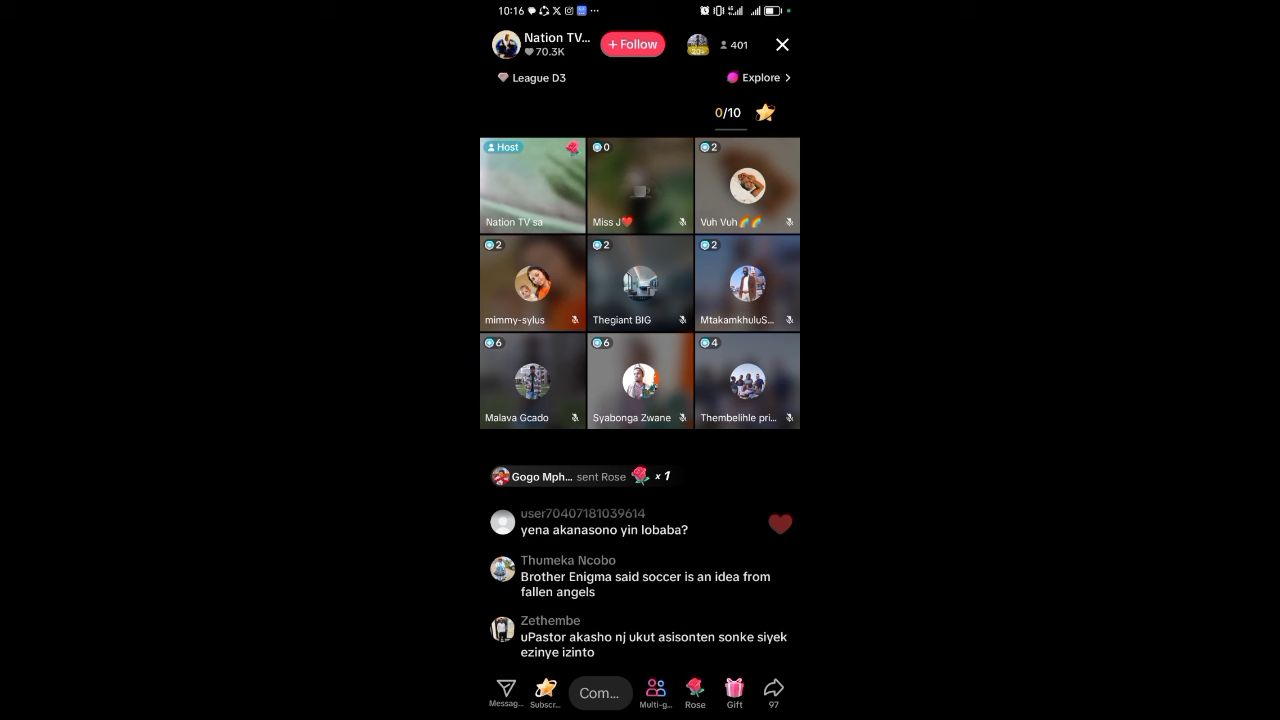 10:16
Nation TV...
70.3K
+ Follow
401
League D3
Explore >
0/10
Host
0
2
Nation TV sa
Miss J❤️
Vuh Vuh🌈🌈
2
2
2
mimmy-sylus
Thegiant BIG
MtakamkhuluS...
6
6
4
Malava Gcado
Syabonga Zwane
Thembelihle pri...
Gogo Mph... sent Rose 🌹 x 1
user70407181039614
yena akanasono yin lobaba?
Thumeka Ncobo
Brother Enigma said soccer is an idea from
fallen angels
Zethembe
uPastor akasho nj ukut asisonten sonke siyek
ezinye izinto
Com...
Messag...
Subscr...
Multi-g...
Rose
Gift
97